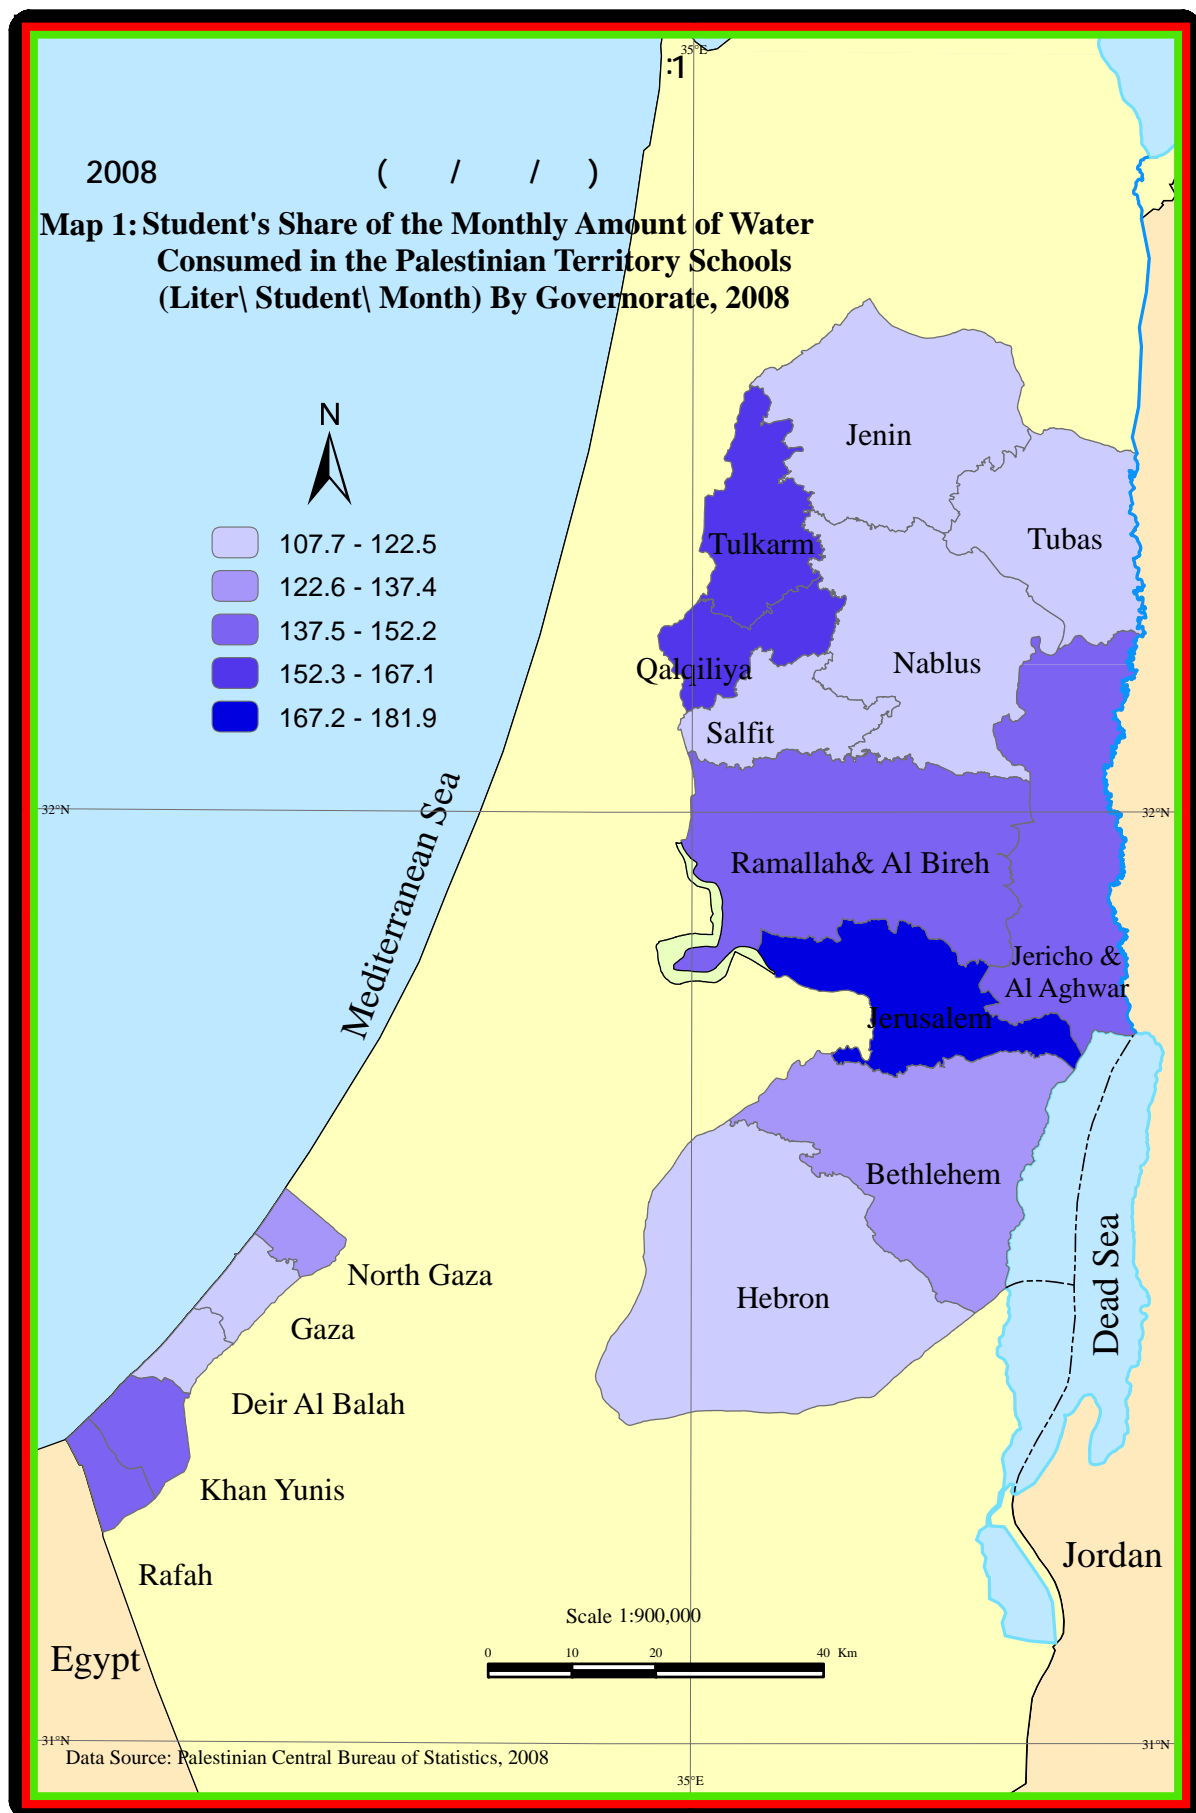 35°E
:1
2008 ( / / )
Map 1: Student's Share of the Monthly Amount of Water
Consumed in the Palestinian Territory Schools
(Liter\ Student\ Month) By Governorate, 2008
N
107.7 - 122.5
122.6 - 137.4
137.5 - 152.2
152.3 - 167.1
167.2 - 181.9
Jenin
Tulkarm
Tubas
Qalqiliya
Nablus
Salfit
32°N
32°N
Mediterranean Sea
Ramallah& Al Bireh
Jericho &
Al Aghwar
Jerusalem
Bethlehem
Hebron
Dead Sea
North Gaza
Gaza
Deir Al Balah
Khan Yunis
Rafah
Jordan
Egypt
Scale 1:900,000
0 10 20 40 Km
31°N
31°N
Data Source: Palestinian Central Bureau of Statistics, 2008
35°E